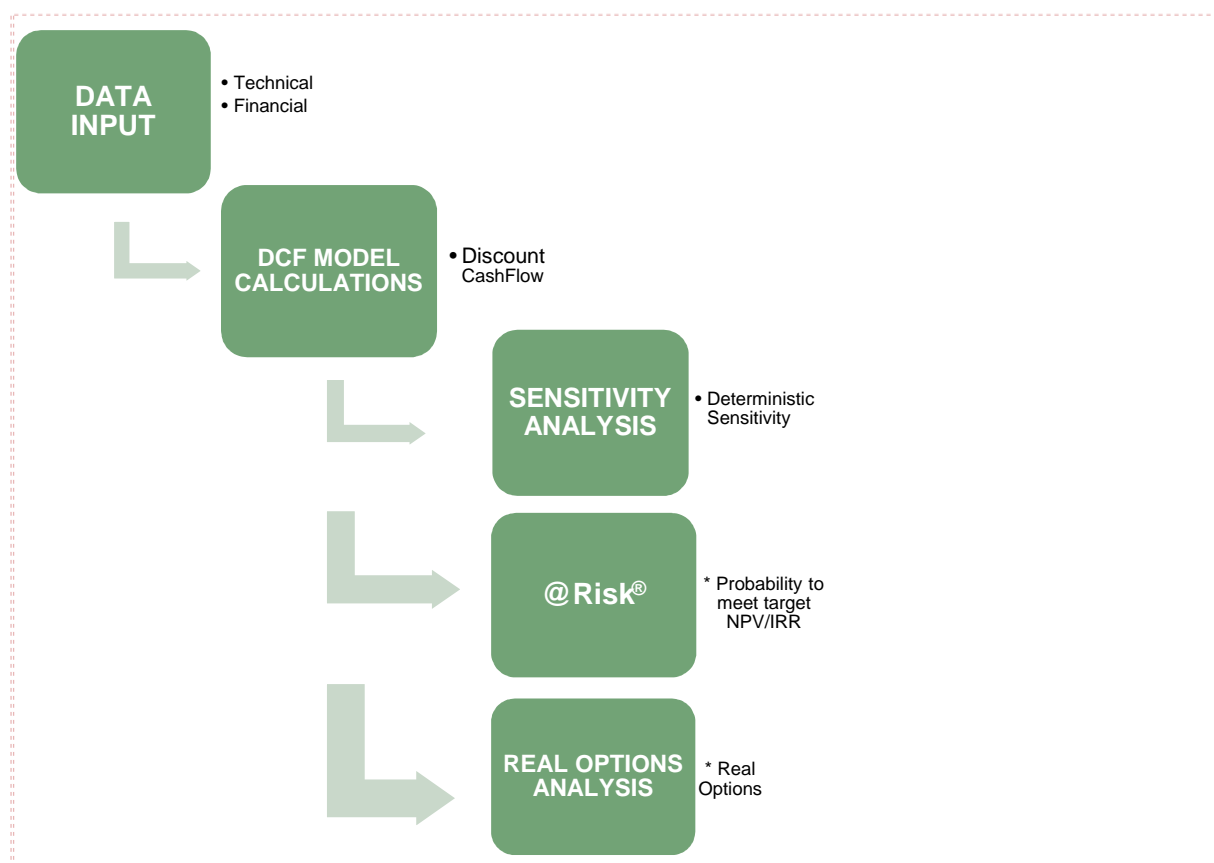 DATA
INPUT
• Technical
• Financial
DCF MODEL
CALCULATIONS
• Discount
CashFlow
SENSITIVITY
ANALYSIS
• Deterministic
Sensitivity
@Risk®
* Probability to
meet target
NPV/IRR
REAL OPTIONS
ANALYSIS
* Real
Options